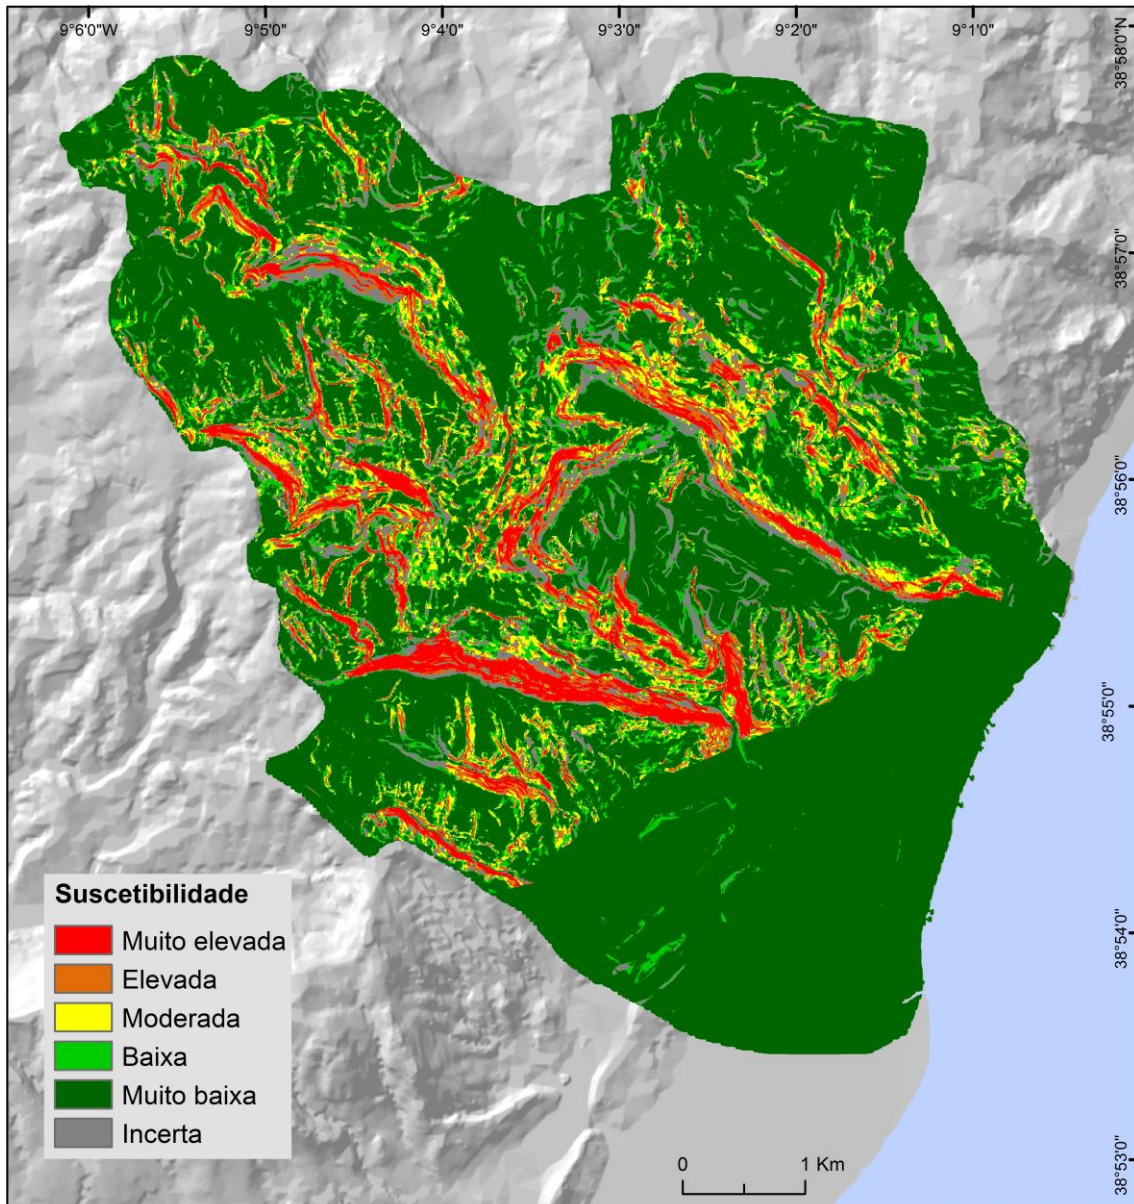 9°6'0"W 9°5'0" 9°4'0" 9°3'0" 9°2'0" 9°1'0"
38°58'0"N
38°57'0"
38°56'0"
38°55'0"
38°54'0"
38°53'0"
Suscetibilidade
Muito elevada
Elevada
Moderada
Baixa
Muito baixa
Incerta
0 1 Km